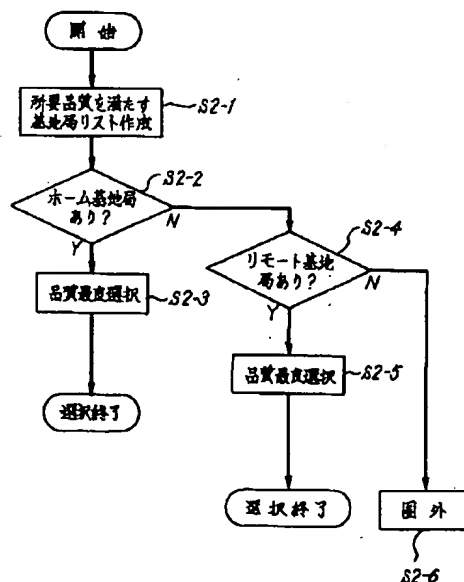 開始
所要品質を満たす
基地局リスト作成
S2-1
S2-2
ホーム基地局
あり?
N
Y
S2-4
リモート基地
局あり?
N
Y
品質最良選択
S2-3
品質最良選択
S2-5
選択終了
選択終了
圏外
S2-6